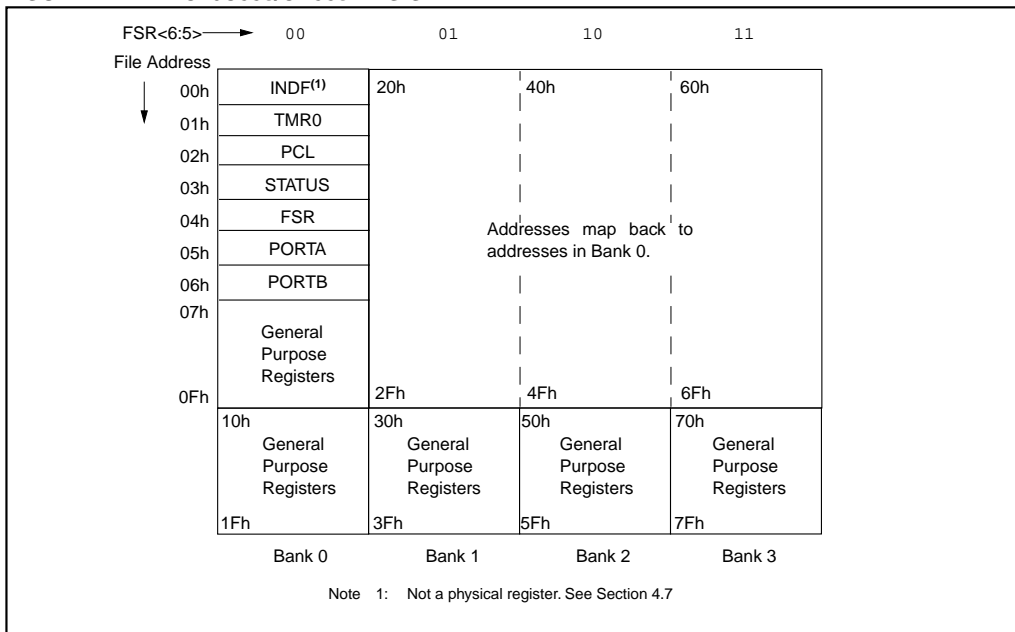 FSR<6:5> 00 01 10 11
File Address
00h INDF(1) 20h 40h 60h
01h TMR0
02h PCL
03h STATUS
04h FSR
Addresses map back to
05h PORTA
addresses in Bank 0.
06h PORTB
07h
General
Purpose
Registers
0Fh 2Fh 4Fh 6Fh
10h 30h 50h 70h
General General General General
Purpose Purpose Purpose Purpose
Registers Registers Registers Registers
1Fh 3Fh 5Fh 7Fh
Bank 0 Bank 1 Bank 2 Bank 3
Note 1: Not a physical register. See Section 4.7